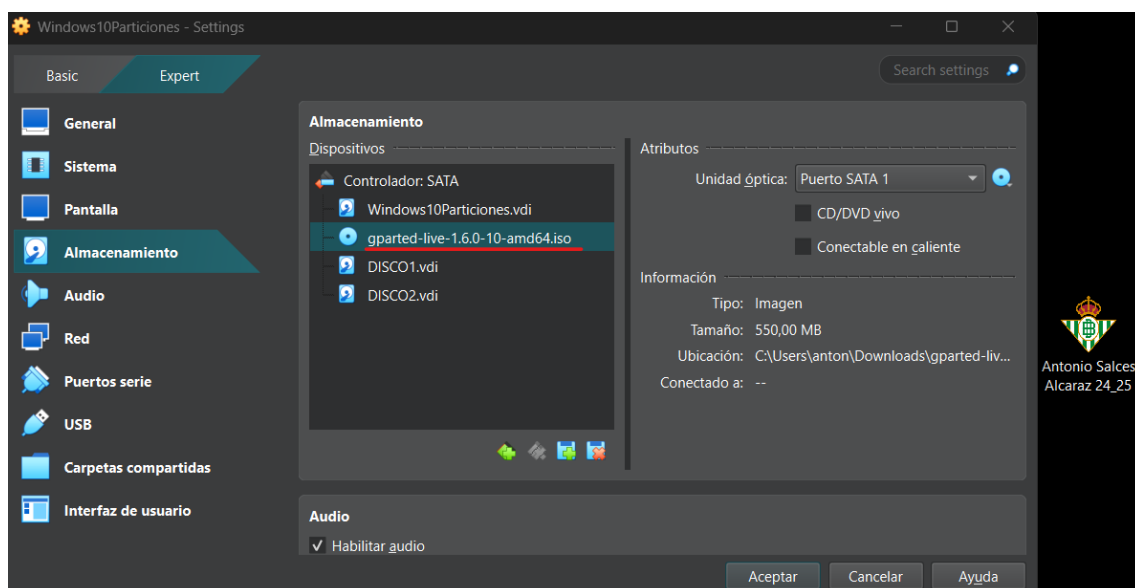 Windows10Particiones - Settings
Basic
Expert
Search settings
General
Sistema
Pantalla
Almacenamiento
Audio
Red
Puertos serie
USB
Carpetas compartidas
Interfaz de usuario
Almacenamiento
Dispositivos
Controlador: SATA
Windows10Particiones.vdi
gparted-live-1.6.0-10-amd64.iso
DISCO1.vdi
DISCO2.vdi
Atributos
Unidad óptica: Puerto SATA 1
CD/DVD vivo
Conectable en caliente
Información
Tipo: Imagen
Tamaño: 550,00 MB
Ubicación: C:\Users\anton\Downloads\gparted-liv...
Conectado a: --
Audio
Habilitar audio
Aceptar
Cancelar
Ayuda
Antonio Salces
Alcaraz 24_25